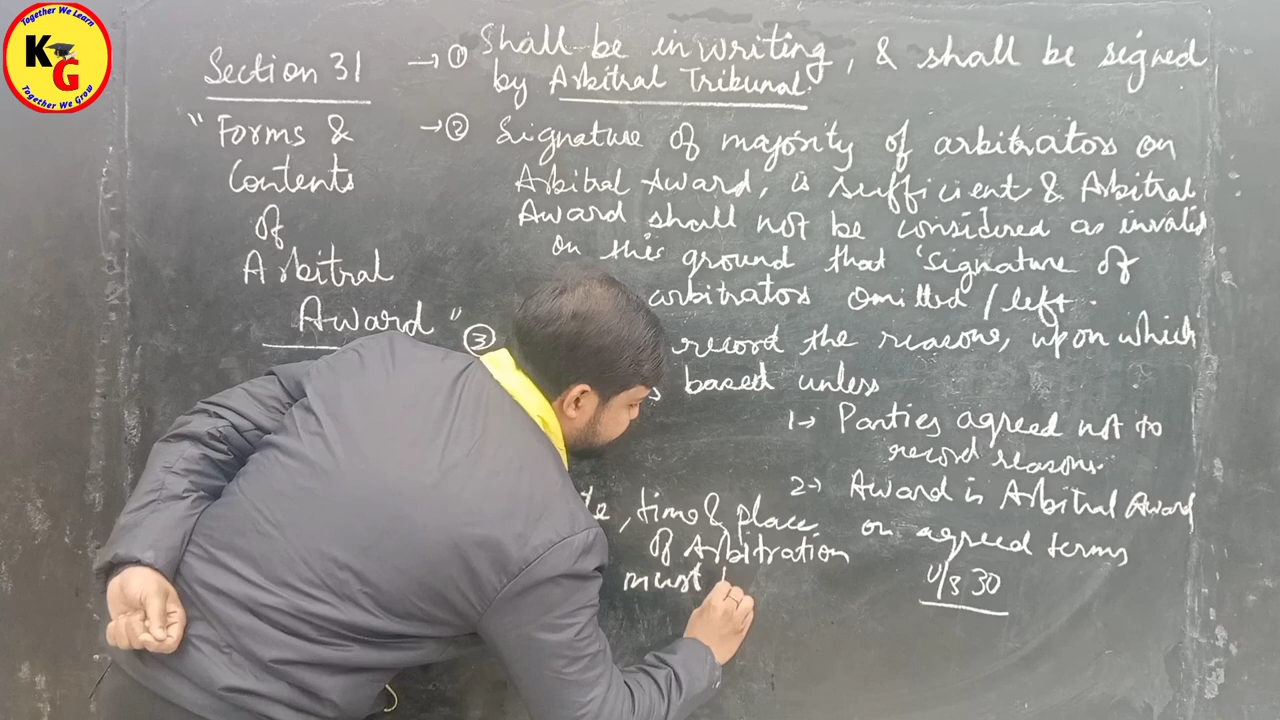 Together We Learn
KG
Together We Grow
Section 31
"Forms &
Contents
of
Arbitral
Award"
→ ① Shall be in writing, & shall be signed
by Arbitral Tribunal.
→ ② Signature of majority of arbitrators on
Arbitral Award, is sufficient & Arbitral
Award shall not be considered as invalid
on this ground that 'signature of
arbitrators omitted / left.
③ record the reasons, upon which
based unless
1→ Parties agreed not to
record reasons.
2→ Award is Arbitral Award
on agreed terms
U/s 30
, time & place
of Arbitration
must